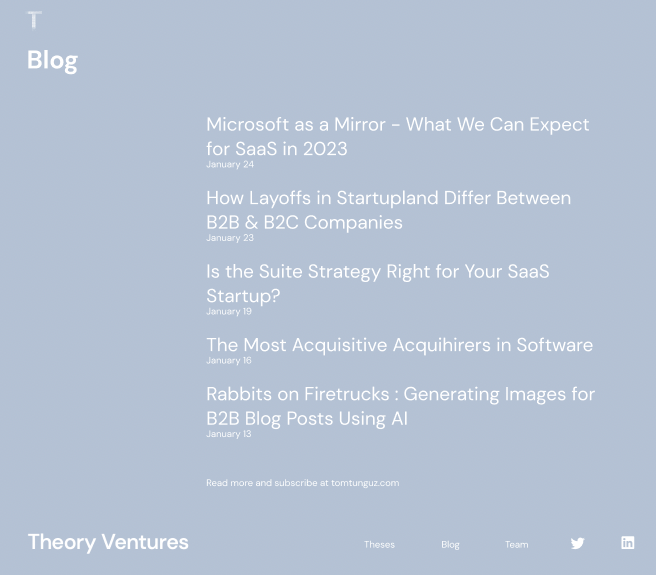 T
Blog
Microsoft as a Mirror - What We Can Expect
for SaaS in 2023
January 24
How Layoffs in Startupland Differ Between
B2B & B2C Companies
January 23
Is the Suite Strategy Right for Your SaaS
Startup?
January 19
The Most Acquisitive Acquihirers in Software
January 16
Rabbits on Firetrucks : Generating Images for
B2B Blog Posts Using AI
January 13
Read more and subscribe at tomtunguz.com
Theory Ventures
Theses
Blog
Team